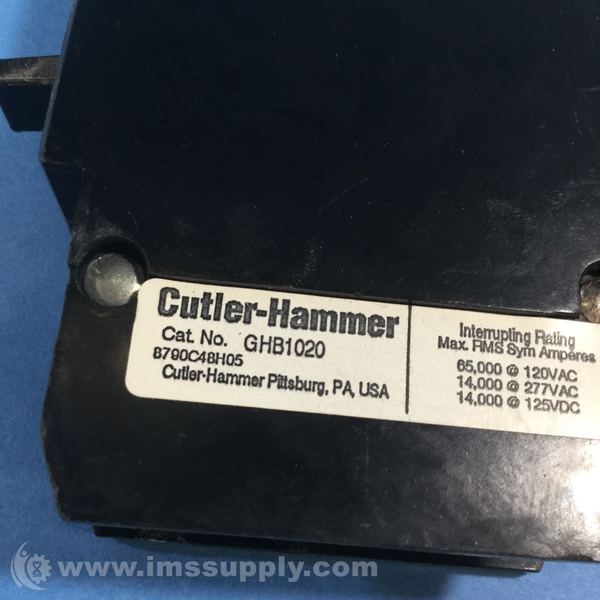 Cutler-Hammer
Cat. No. GHB1020
8790C48H05
Cutler-Hammer Pittsburg, PA, USA
Interrupting Rating
Max. RMS Sym Amperes
65,000 @ 120VAC
14,000 @ 277VAC
14,000 @ 125VDC
www.imssupply.com